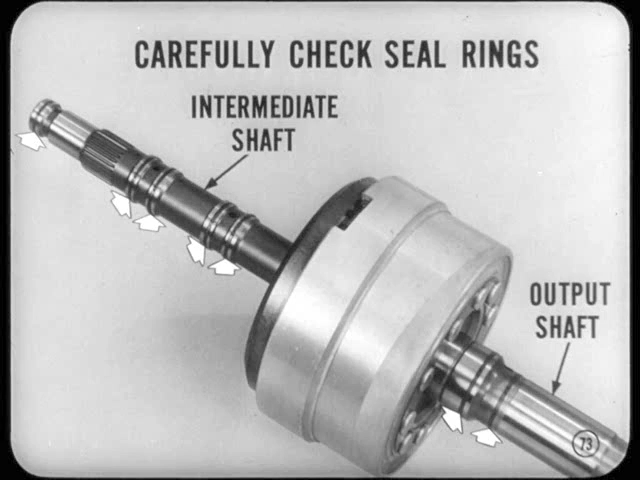 CAREFULLY CHECK SEAL RINGS
INTERMEDIATE
SHAFT
OUTPUT
SHAFT
73